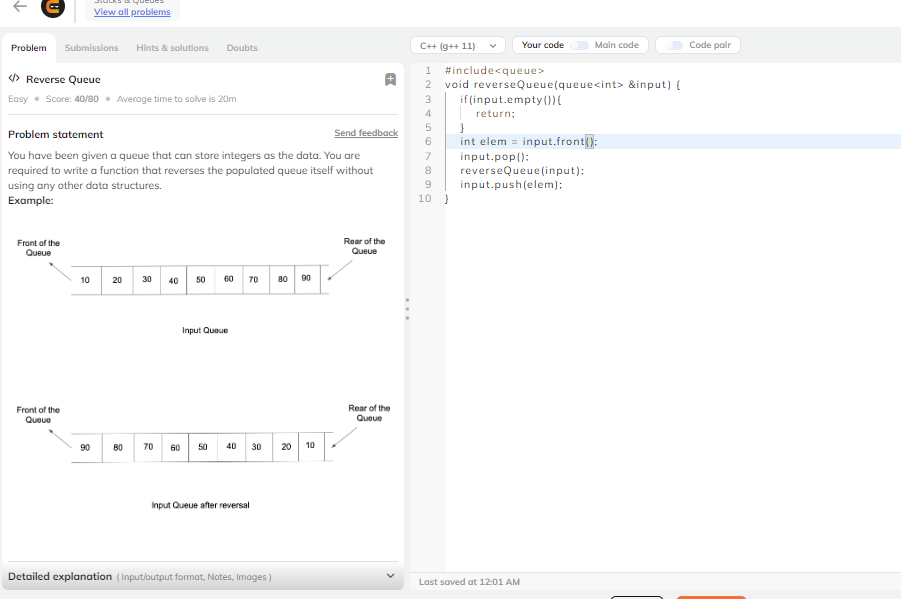 Stacks & Queues
View all problems
Problem Submissions Hints & solutions Doubts
</> Reverse Queue
Easy Score: 40/80 Average time to solve is 20m
Problem statement Send feedback
You have been given a queue that can store integers as the data. You are
required to write a function that reverses the populated queue itself without
using any other data structures.
Example:
Front of the
Queue
Rear of the
Queue
10 20 30 40 50 60 70 80 90
Input Queue
Front of the
Queue
Rear of the
Queue
90 80 70 60 50 40 30 20 10
Input Queue after reversal
Detailed explanation ( Input/output format, Notes, Images )
C++ (g++ 11) Your code Main code Code pair
1 #include<queue>
2 void reverseQueue(queue<int> &input) {
3 if(input.empty()){
4 return;
5 }
6 int elem = input.front();
7 input.pop();
8 reverseQueue(input);
9 input.push(elem);
10 }
Last saved at 12:01 AM